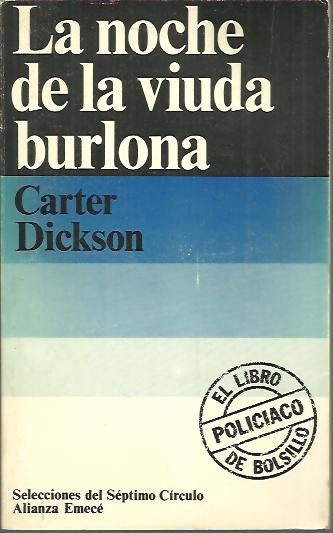 La noche
de la viuda
burlona
Carter
Dickson
EL LIBRO
POLICIACO
DE BOLSILLO
Selecciones del Séptimo Círculo
Alianza Emecé